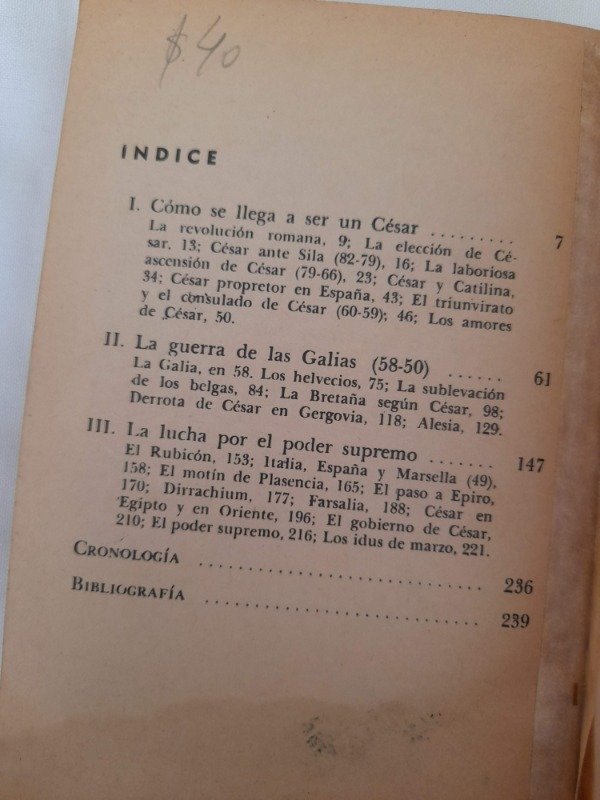 $40
INDICE
I. Cómo se llega a ser un César ......... 7
La revolución romana, 9; La elección de Cé-
sar, 13; César ante Sila (82-79), 16; La laboriosa
ascensión de César (79-66), 23; César y Catilina,
34; César propretor en España, 43; El triunvirato
y el consulado de César (60-59); 46; Los amores
de César, 50.
II. La guerra de las Galias (58-50) ...... 61
La Galia, en 58. Los helvecios, 75; La sublevación
de los belgas, 84; La Bretaña según César, 98;
Derrota de César en Gergovia, 118; Alesia, 129.
III. La lucha por el poder supremo ....... 147
El Rubicón, 153; Italia, España y Marsella (49),
158; El motín de Plasencia, 165; El paso a Epiro,
170; Dirrachium, 177; Farsalia, 188; César en
Egipto y en Oriente, 196; El gobierno de César,
210; El poder supremo, 216; Los idus de marzo, 221.
CRONOLOGÍA ............................ 236
BIBLIOGRAFÍA ........................... 239